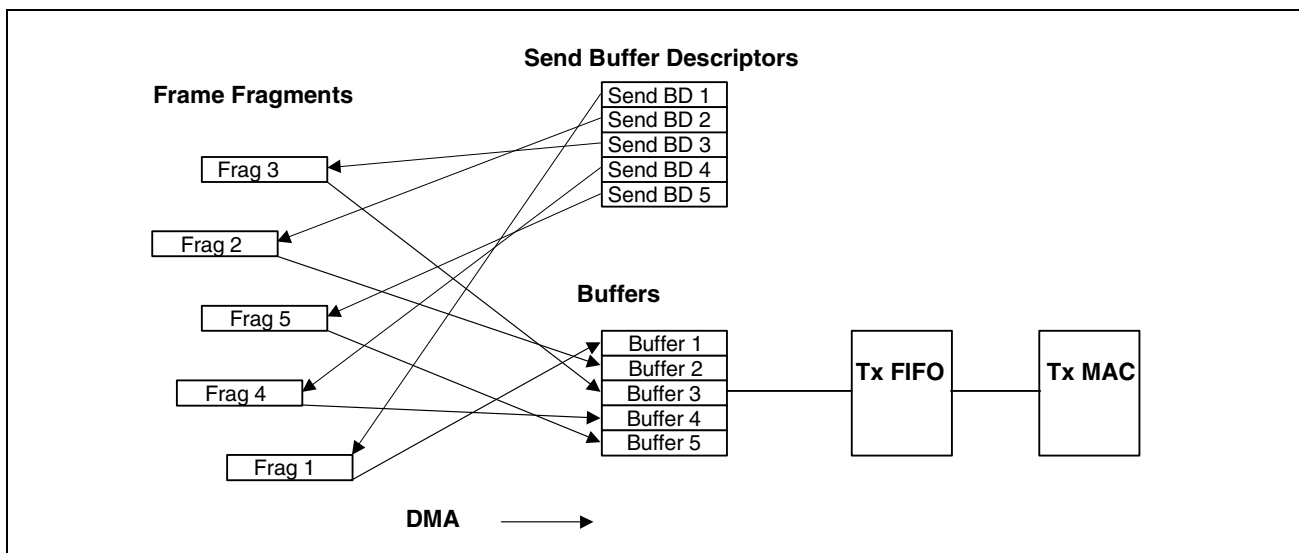 Send Buffer Descriptors
Frame Fragments
Send BD 1
Send BD 2
Send BD 3
Send BD 4
Send BD 5
Frag 3
Frag 2
Frag 5
Frag 4
Frag 1
Buffers
Buffer 1
Buffer 2
Buffer 3
Buffer 4
Buffer 5
Tx FIFO
Tx MAC
DMA